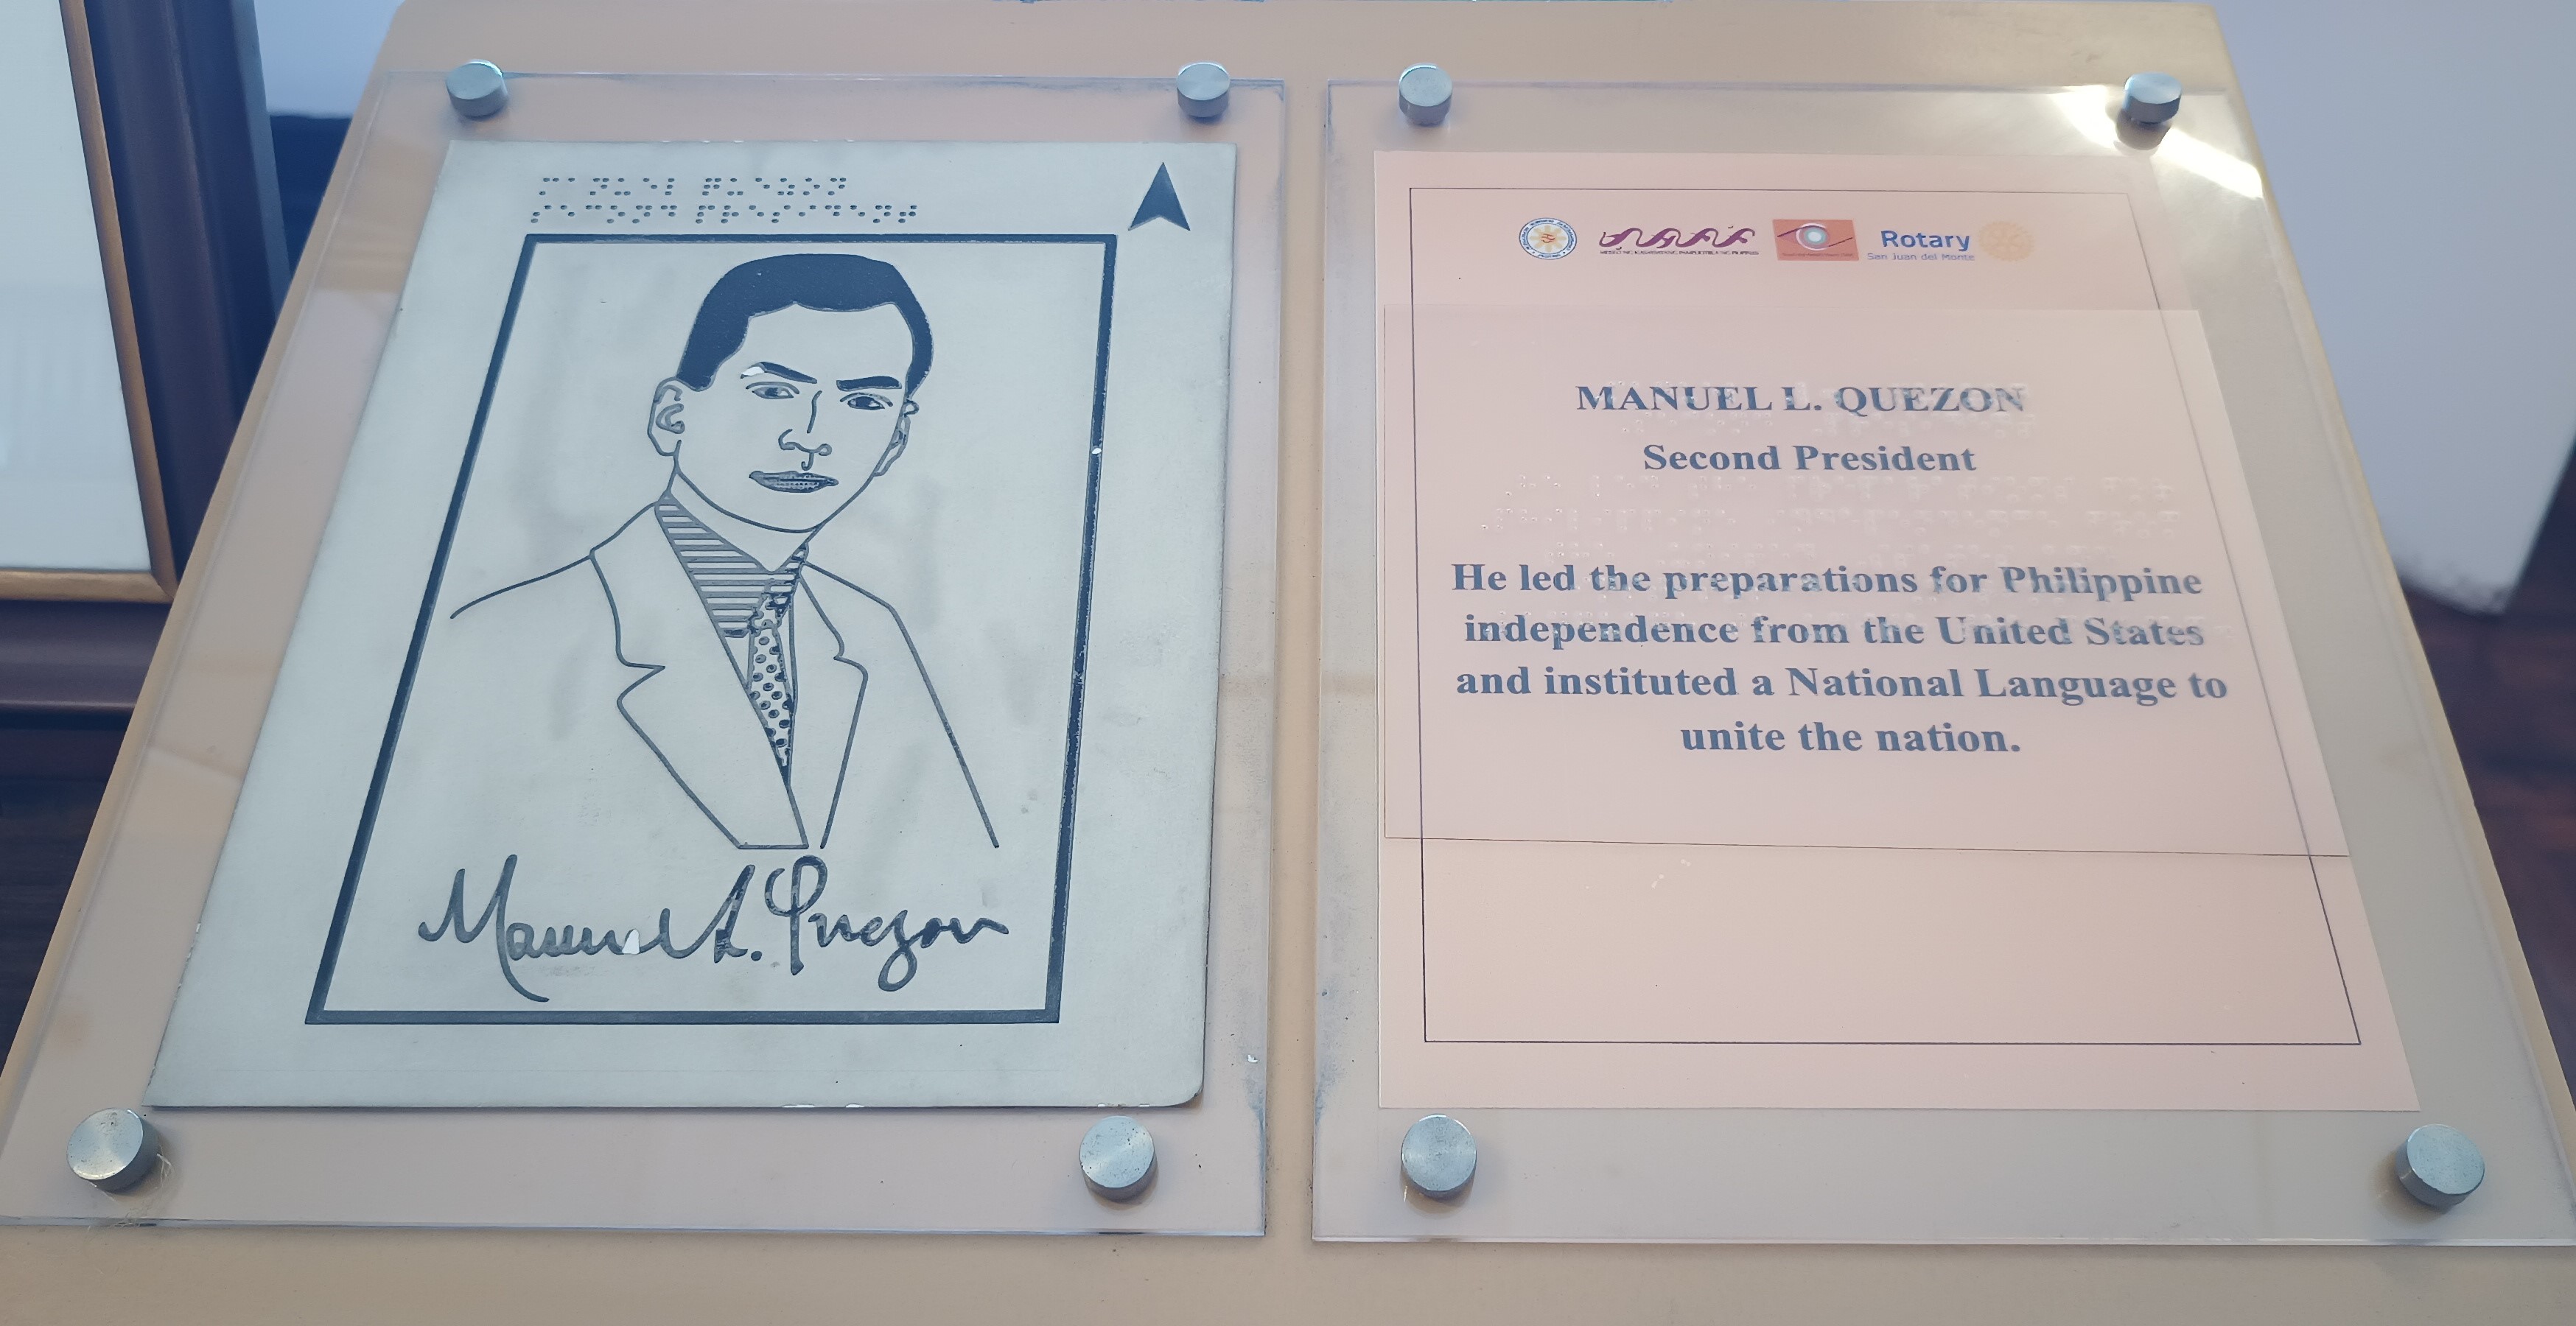 Manuel L. Quezon
Rotary
San Juan del Monte
MANUEL L. QUEZON
Second President
He led the preparations for Philippine
independence from the United States
and instituted a National Language to
unite the nation.